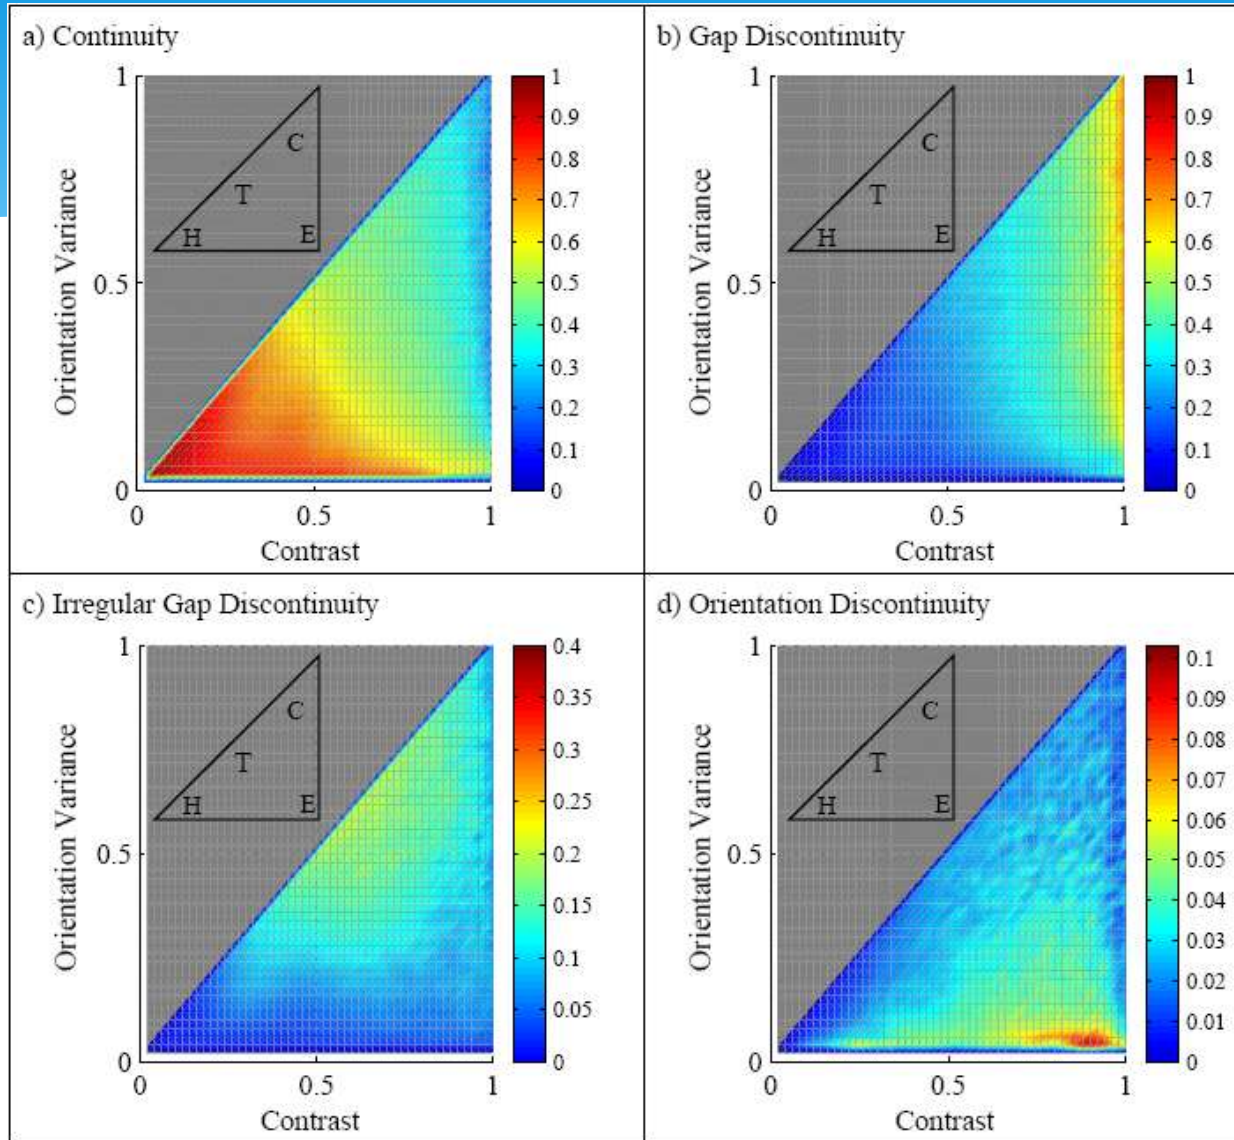 a) Continuity
1
0.5
0
0
0.5
1
Orientation Variance
Contrast
C
T
H
E
1
0.9
0.8
0.7
0.6
0.5
0.4
0.3
0.2
0.1
0
b) Gap Discontinuity
1
0.5
0
0
0.5
1
Orientation Variance
Contrast
C
T
H
E
1
0.9
0.8
0.7
0.6
0.5
0.4
0.3
0.2
0.1
0
c) Irregular Gap Discontinuity
1
0.5
0
0
0.5
1
Orientation Variance
Contrast
C
T
H
E
0.4
0.35
0.3
0.25
0.2
0.15
0.1
0.05
0
d) Orientation Discontinuity
1
0.5
0
0
0.5
1
Orientation Variance
Contrast
C
T
H
E
0.1
0.09
0.08
0.07
0.06
0.05
0.04
0.03
0.02
0.01
0